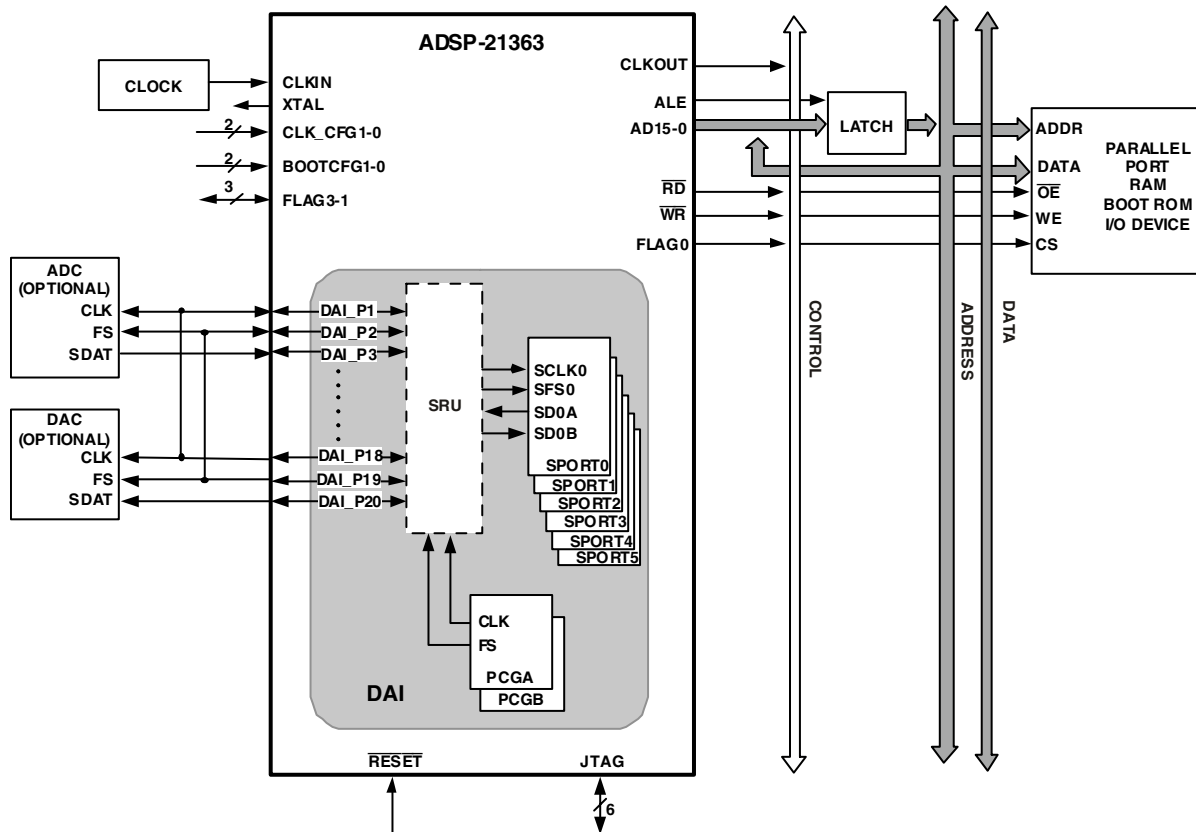 ADSP-21363
CLOCK
CLKIN
XTAL
2
CLK_CFG1-0
2
BOOTCFG1-0
3
FLAG3-1
CLKOUT
ALE
AD15-0
RD
WR
FLAG0
LATCH
ADDR
DATA
OE
WE
CS
PARALLEL
PORT
RAM
BOOT ROM
I/O DEVICE
CONTROL
ADDRESS
DATA
ADC
(OPTIONAL)
CLK
FS
SDAT
DAC
(OPTIONAL)
CLK
FS
SDAT
DAI_P1
DAI_P2
DAI_P3
DAI_P18
DAI_P19
DAI_P20
SRU
SCLK0
SFS0
SD0A
SD0B
SPORT0
SPORT1
SPORT2
SPORT3
SPORT4
SPORT5
CLK
FS
PCGA
PCGB
DAI
RESET
JTAG
6